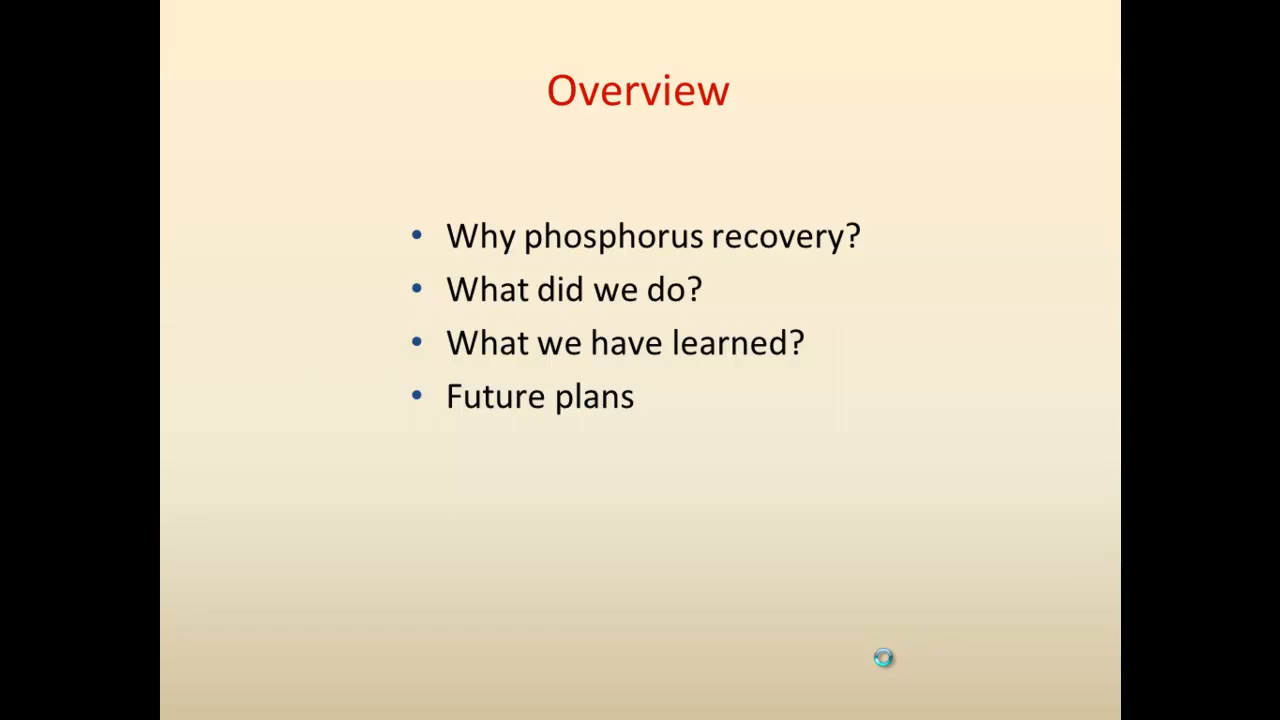 Overview
• Why phosphorus recovery?
• What did we do?
• What we have learned?
• Future plans